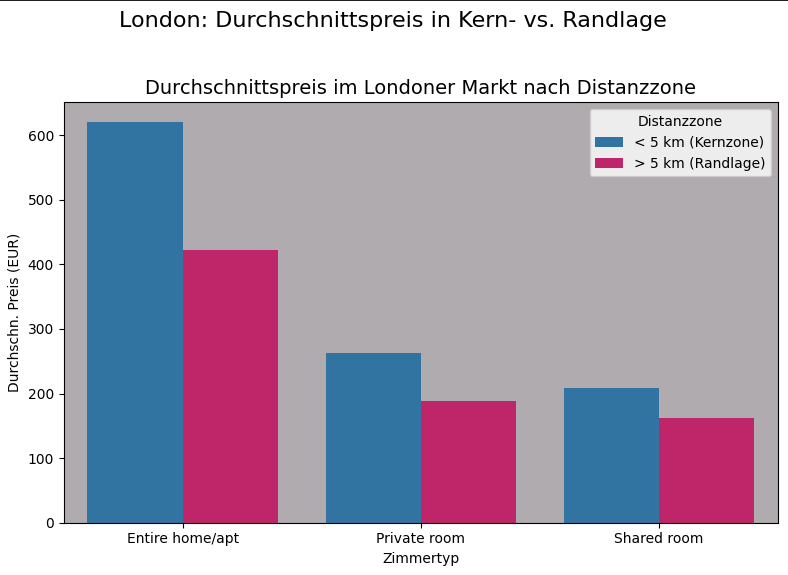 London: Durchschnittspreis in Kern- vs. Randlage
Durchschnittspreis im Londoner Markt nach Distanzzone
Distanzzone
< 5 km (Kernzone)
> 5 km (Randlage)
Durchschn. Preis (EUR)
600
500
400
300
200
100
0
Entire home/apt
Private room
Shared room
Zimmertyp